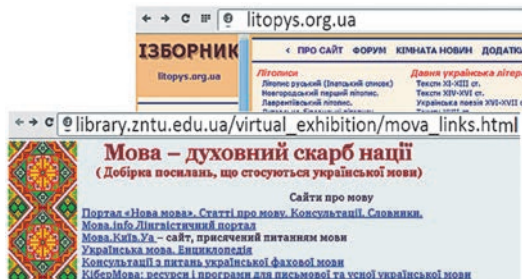 litopys.org.ua
ІЗБОРНИК
litopys.org.ua
< ПРО САЙТ ФОРУМ КІМНАТА НОВИН ДОДАТКИ
Літописи
Літопис руський (Іпатський список)
Новгородський перший літопис.
Лаврентіївський літопис.
Давня українська літер
Тексти XI-XIII ст.
Тексти XIV-XVI ст.
Українська поезія XVI-XVII
library.zntu.edu.ua/virtual_exhibition/mova_links.html
Мова – духовний скарб нації
( Добірка посилань, що стосуються української мови)
Сайти про мову
Портал «Нова мова». Статті про мову. Консультації. Словники.
Мова.info Лінгвістичний портал
Мова.Київ.Уа – сайт, присячений питанням мови
Українська мова. Енциклопедія
Консультації з питань української фахової мови
КіберМова: ресурси і програми для письмової та усної української мови